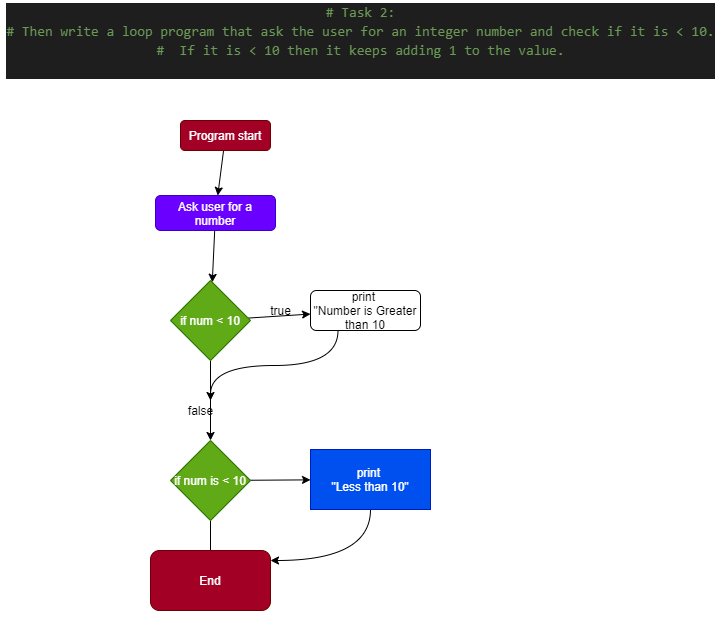 # Task 2:
# Then write a loop program that ask the user for an integer number and check if it is < 10.
#  If it is < 10 then it keeps adding 1 to the value.
Program start
Ask user for a
number
if num < 10
true
print
"Number is Greater
than 10
false
if num is < 10
print
"Less than 10"
End